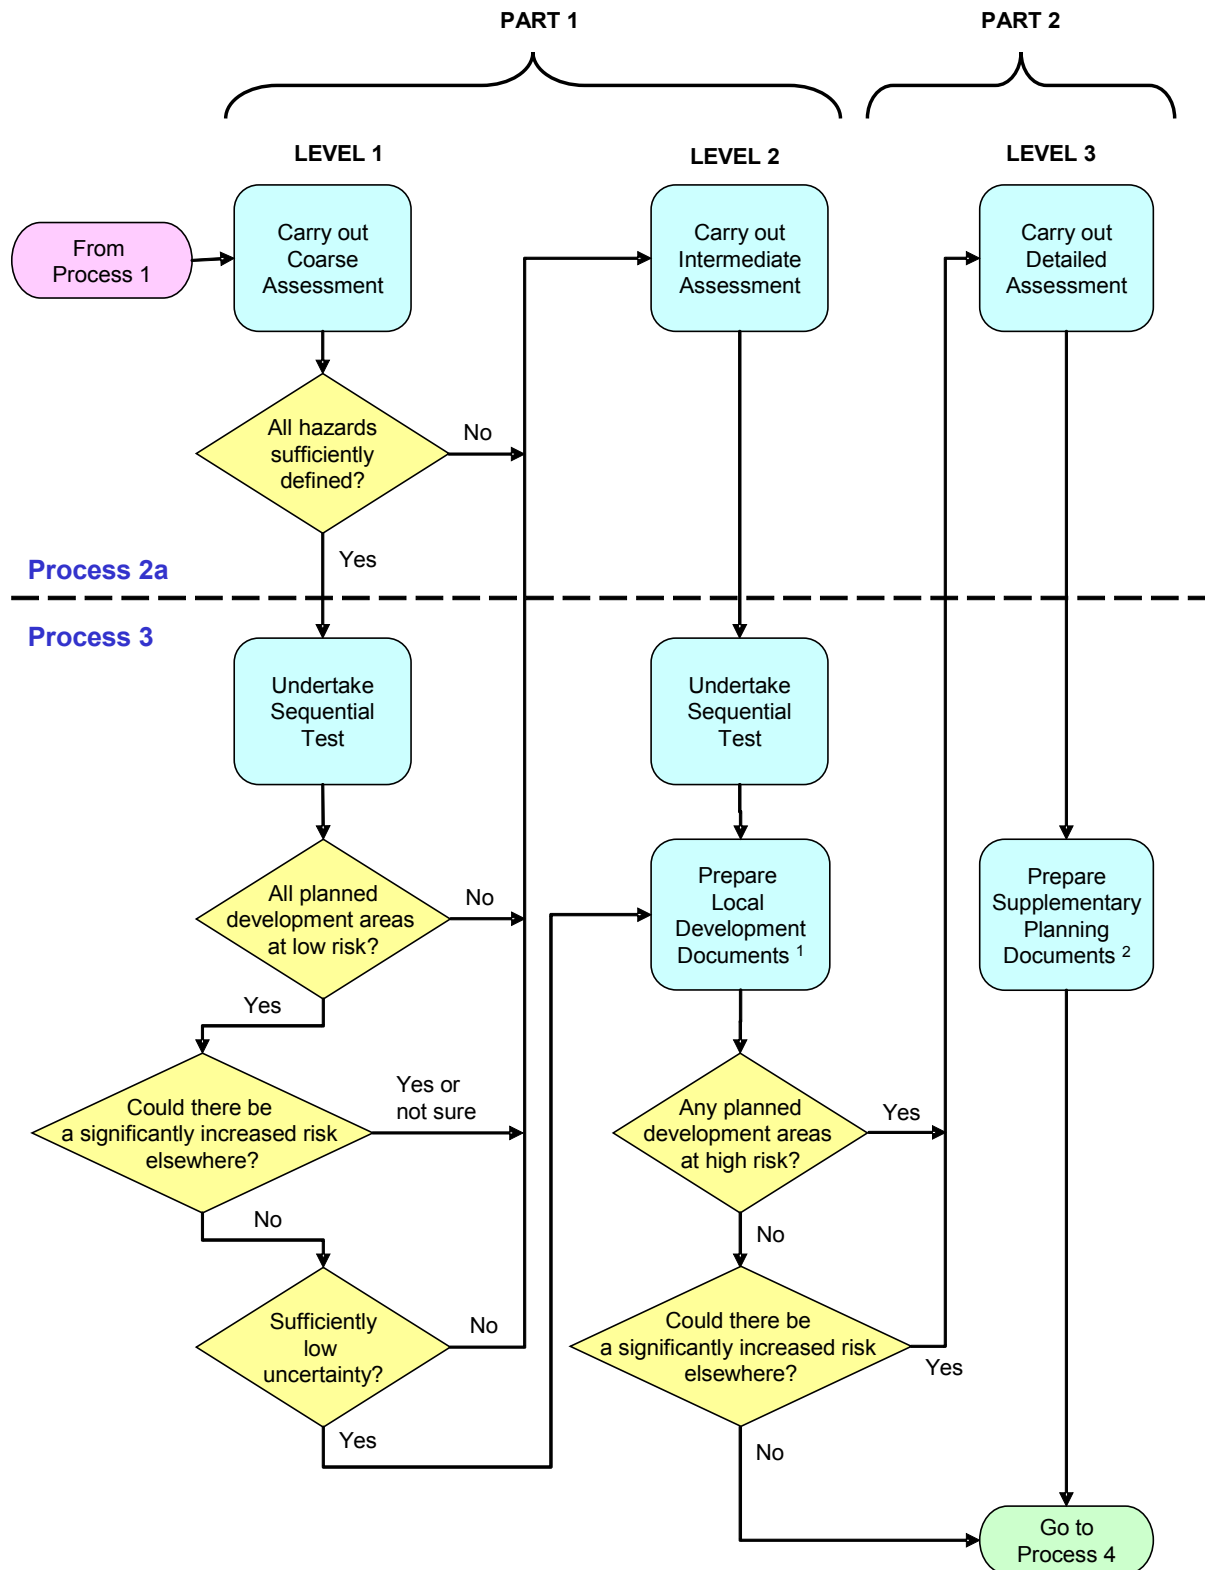 PART 1
PART 2
LEVEL 1
LEVEL 2
LEVEL 3
From
Process 1
Carry out
Coarse
Assessment
Carry out
Intermediate
Assessment
Carry out
Detailed
Assessment
All hazards
sufficiently
defined?
No
Yes
Process 2a
Process 3
Undertake
Sequential
Test
Undertake
Sequential
Test
All planned
development areas
at low risk?
No
Yes
Prepare
Local
Development
Documents 1
Prepare
Supplementary
Planning
Documents 2
Could there be
a significantly increased risk
elsewhere?
Yes or
not sure
No
Any planned
development areas
at high risk?
Yes
No
Sufficiently
low
uncertainty?
No
Yes
Could there be
a significantly increased risk
elsewhere?
Yes
No
Go to
Process 4